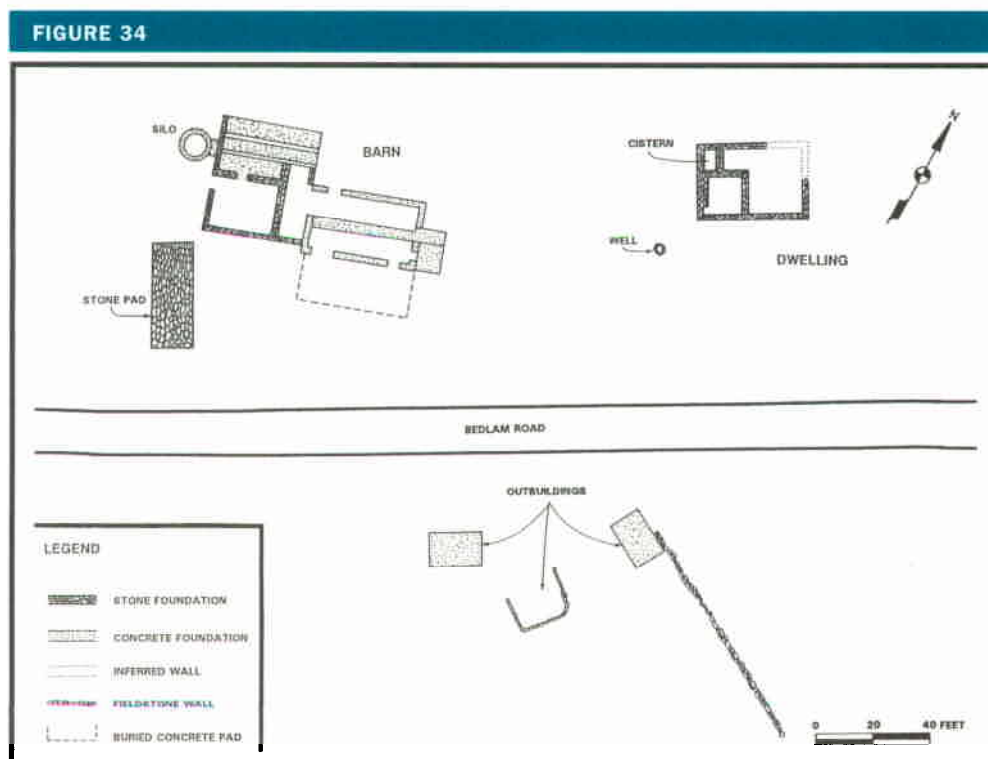 FIGURE 34
N
SILO
BARN
CISTERN
WELL
DWELLING
STONE PAD
BEDLAM ROAD
OUTBUILDINGS
LEGEND
STONE FOUNDATION
CONCRETE FOUNDATION
INFERRED WALL
FIELDSTONE WALL
BURIED CONCRETE PAD
0 20 40 FEET